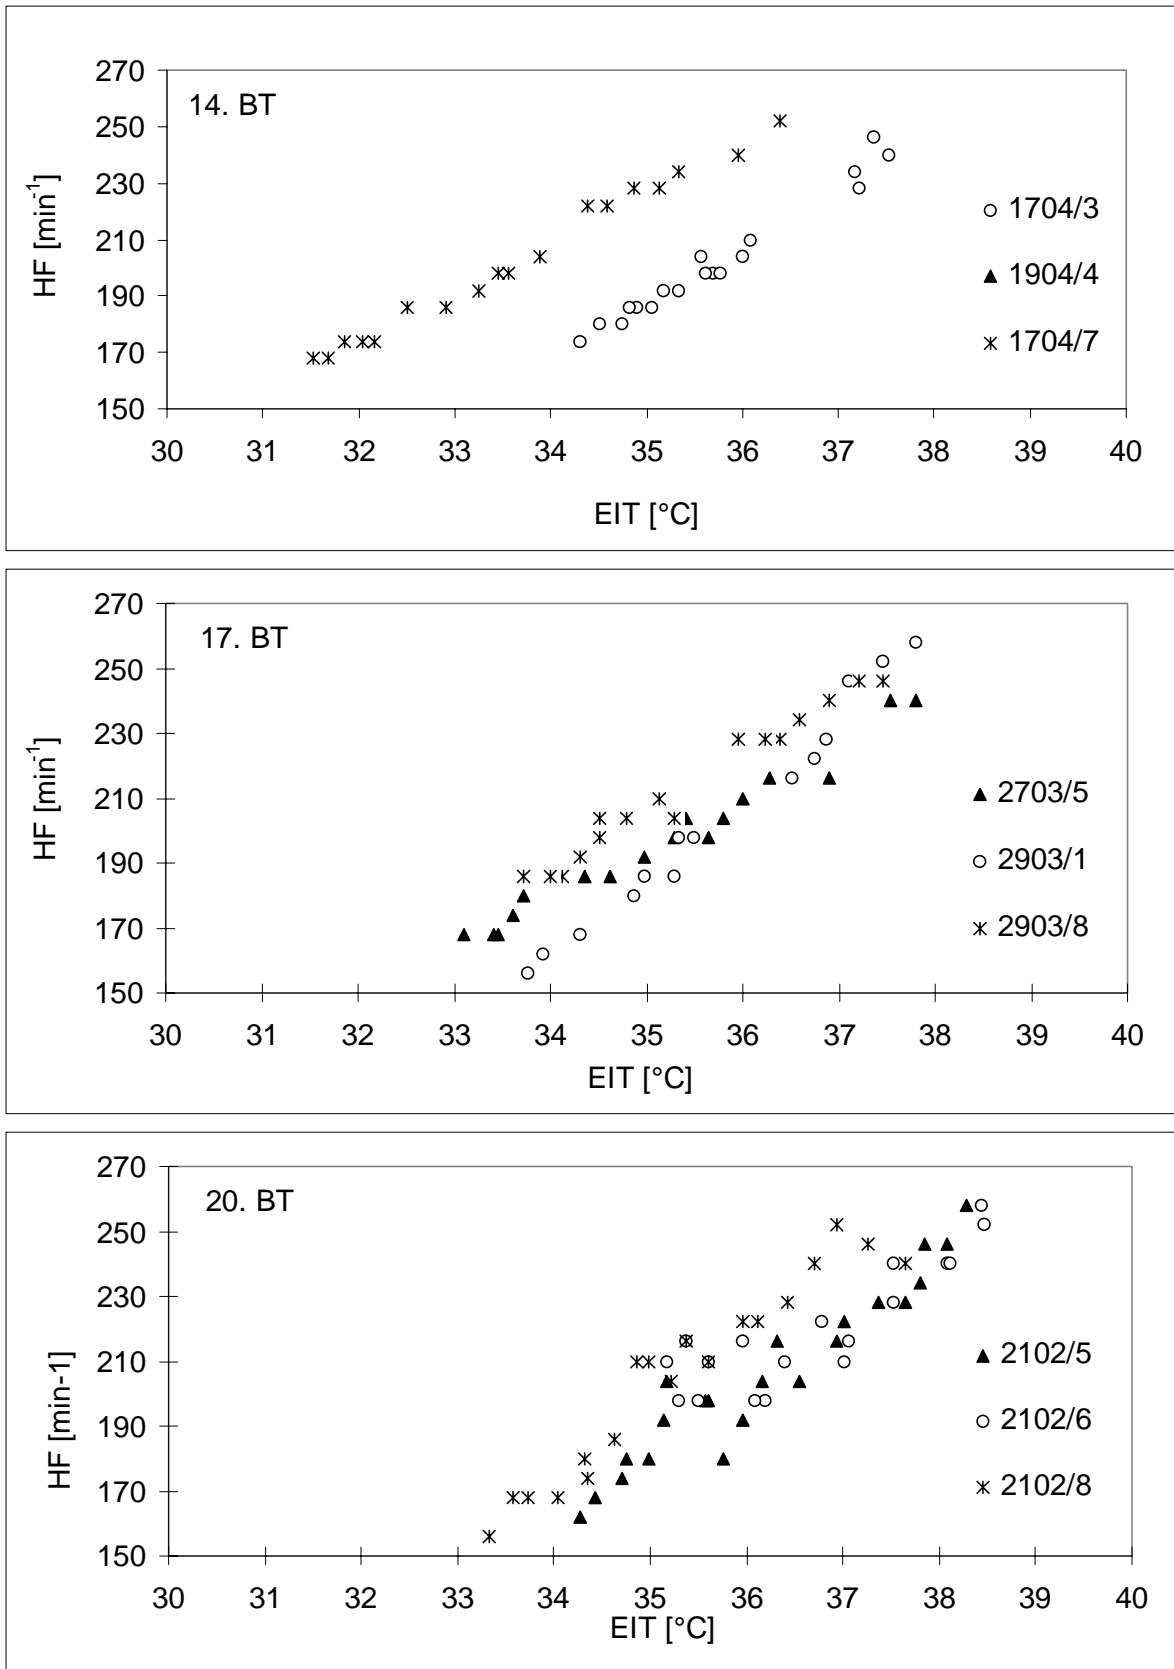 270
250
230
210
190
170
150
HF [min-1]
14. BT
1704/3
1904/4
1704/7
30 31 32 33 34 35 36 37 38 39 40
EIT [°C]
270
250
230
210
190
170
150
HF [min-1]
17. BT
2703/5
2903/1
2903/8
30 31 32 33 34 35 36 37 38 39 40
EIT [°C]
270
250
230
210
190
170
150
HF [min-1]
20. BT
2102/5
2102/6
2102/8
30 31 32 33 34 35 36 37 38 39 40
EIT [°C]